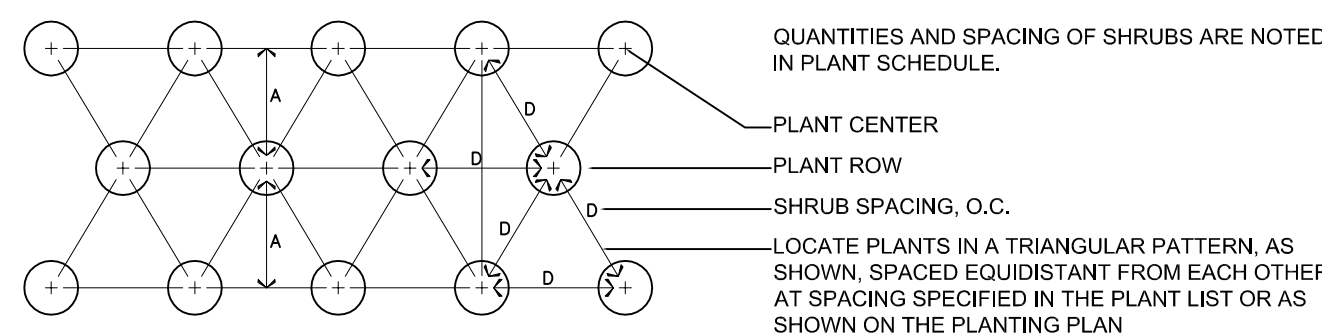 QUANTITIES AND SPACING OF SHRUBS ARE NOTED
IN PLANT SCHEDULE.
A
D
PLANT CENTER
D
PLANT ROW
D
D
SHRUB SPACING, O.C.
A
D
LOCATE PLANTS IN A TRIANGULAR PATTERN, AS
SHOWN, SPACED EQUIDISTANT FROM EACH OTHER
AT SPACING SPECIFIED IN THE PLANT LIST OR AS
SHOWN ON THE PLANTING PLAN